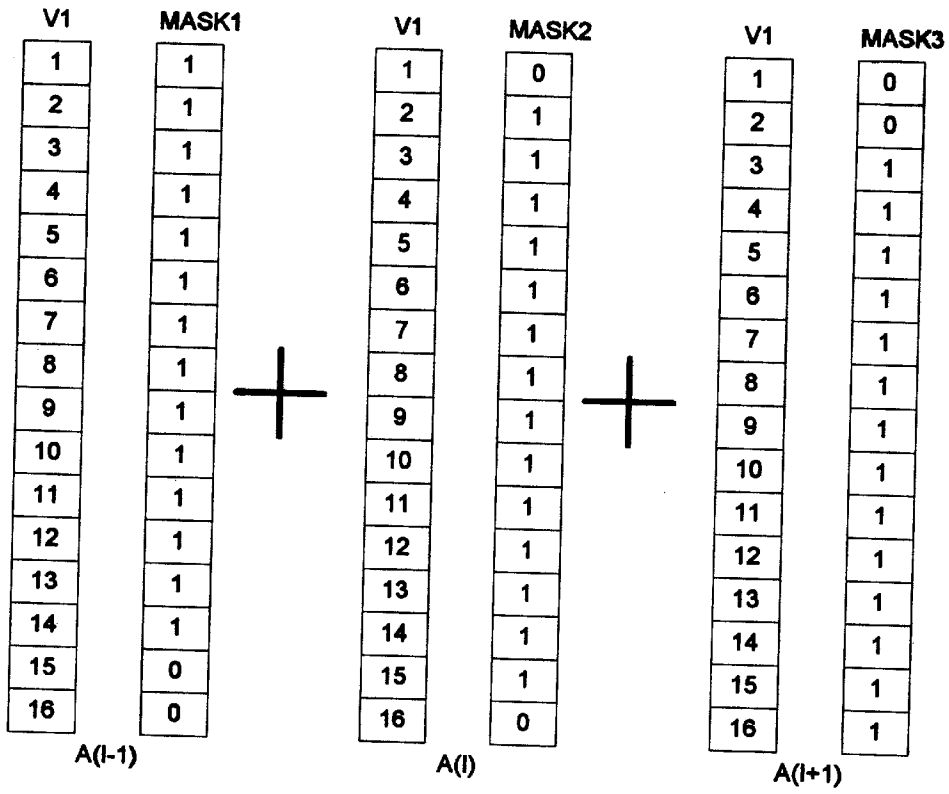 V1 MASK1 V1 MASK2 V1 MASK3
1 1 1 0 1 0
2 1 2 1 2 0
3 1 3 1 3 1
4 1 4 1 4 1
5 1 5 1 5 1
6 1 6 1 6 1
7 1 7 1 7 1
8 1 8 1 8 1
9 1 9 1 9 1
10 1 10 1 10 1
11 1 11 1 11 1
12 1 12 1 12 1
13 1 13 1 13 1
14 1 14 1 14 1
15 0 15 1 15 1
16 0 16 0 16 1
A(I-1) A(I) A(I+1)